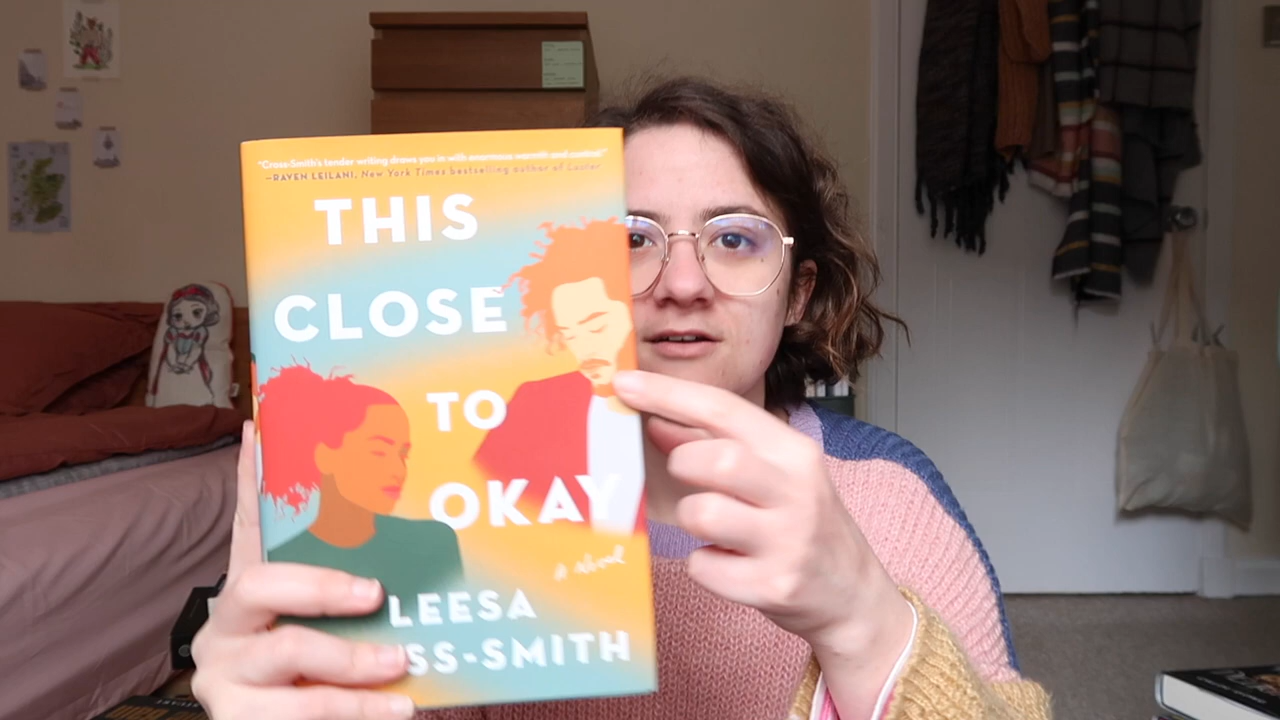 "Cross-Smith's tender writing draws you in with enormous warmth and control"
—RAVEN LEILANI, New York Times bestselling author of Luster
THIS
CLOSE
TO
OKAY
A Novel
LEESA
SS-SMITH